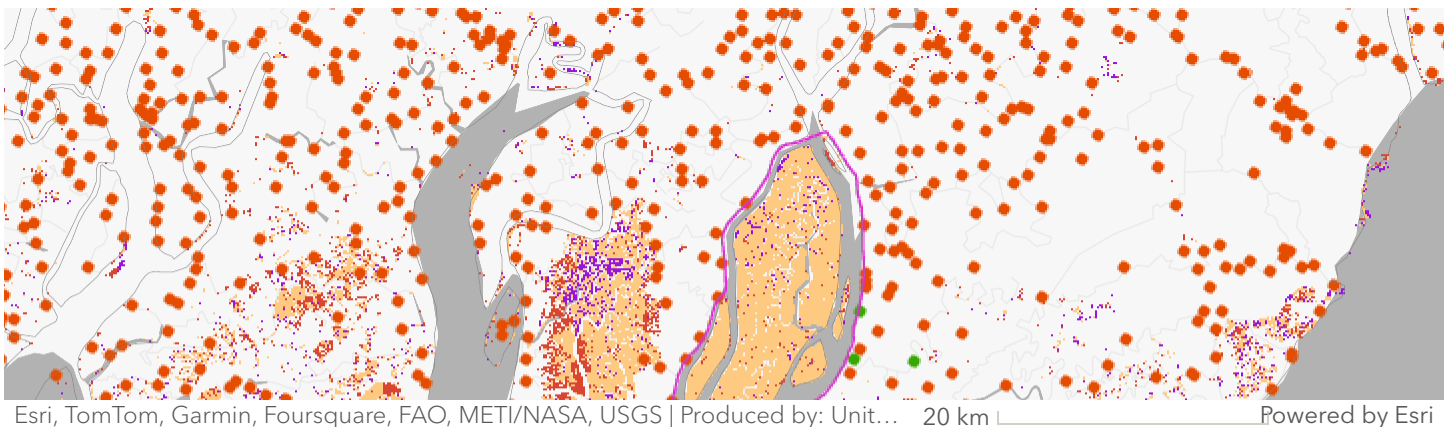 Esri, TomTom, Garmin, Foursquare, FAO, METI/NASA, USGS | Produced by: Unit... 20 km Powered by Esri